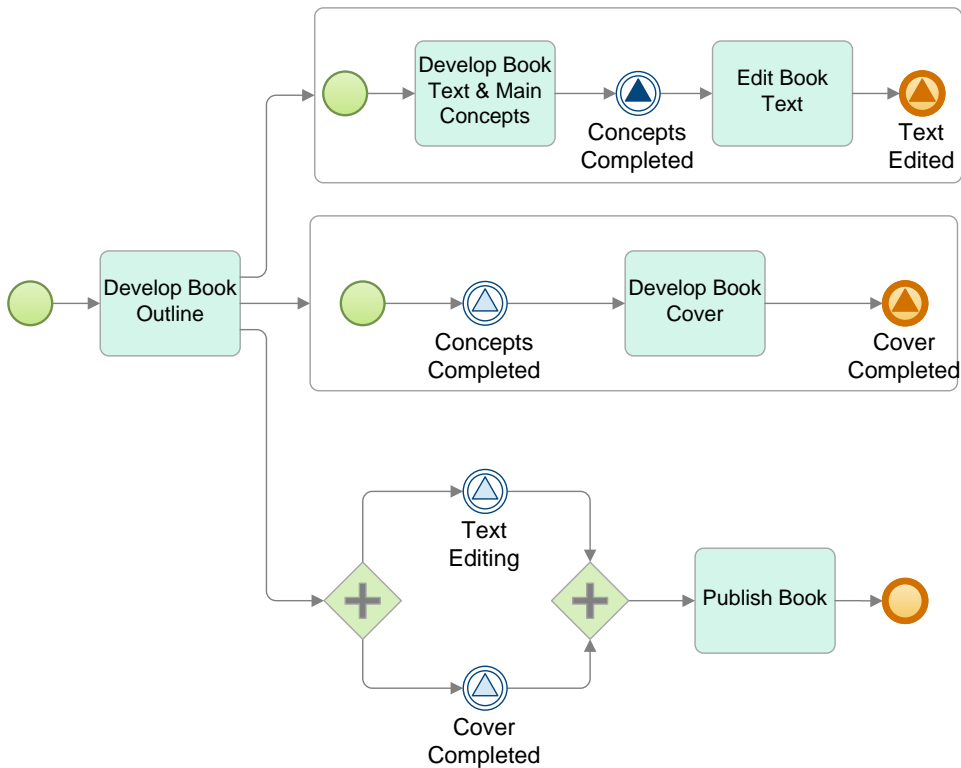 Develop Book
Text & Main
Concepts
Concepts
Completed
Edit Book
Text
Text
Edited
Develop Book
Outline
Concepts
Completed
Develop Book
Cover
Cover
Completed
Text
Editing
Publish Book
Cover
Completed